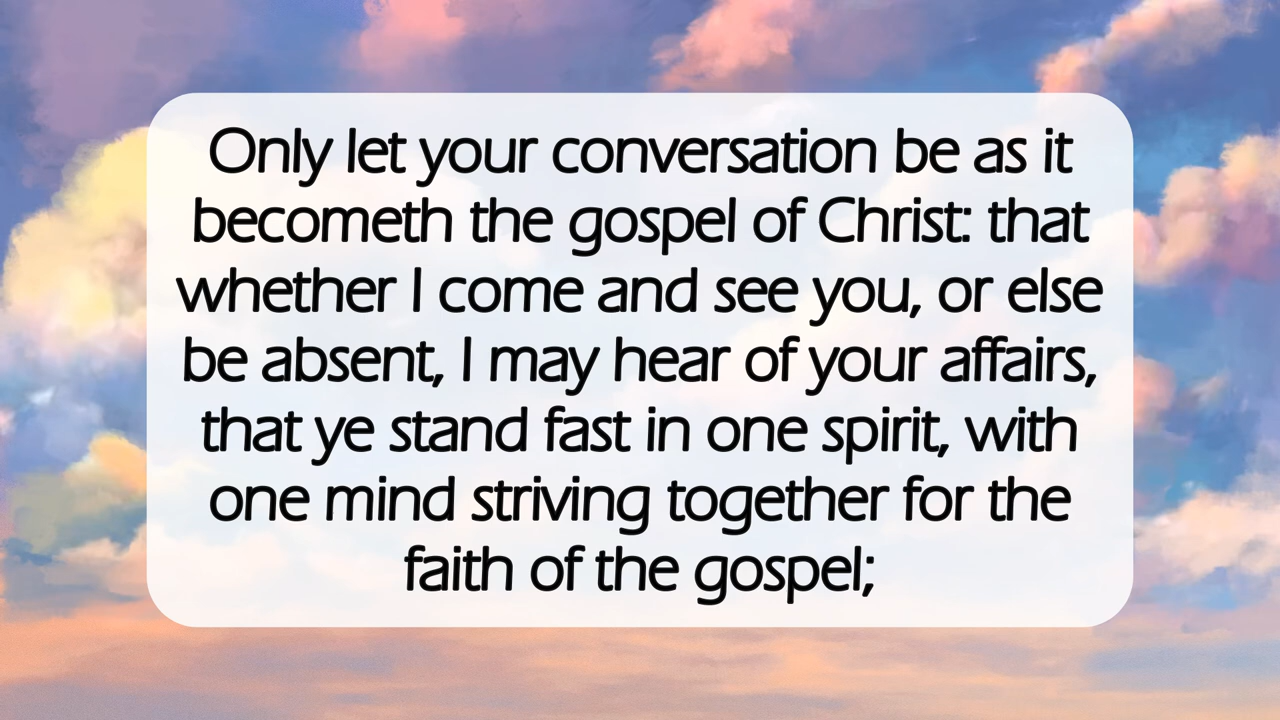 Only let your conversation be as it
becometh the gospel of Christ: that
whether I come and see you, or else
be absent, I may hear of your affairs,
that ye stand fast in one spirit, with
one mind striving together for the
faith of the gospel;